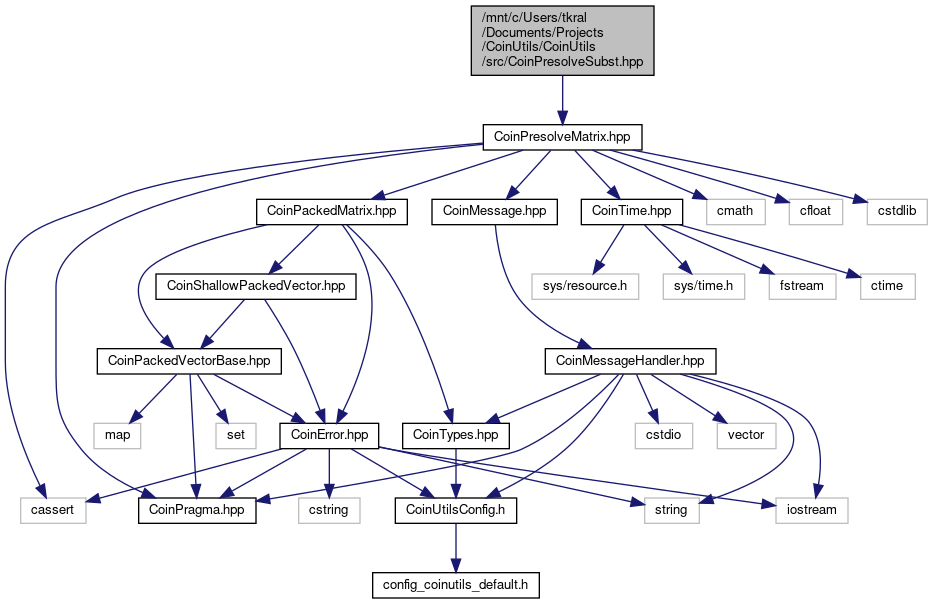 /mnt/c/Users/tkral
/Documents/Projects
/CoinUtils/CoinUtils
/src/CoinPresolveSubst.hpp
CoinPresolveMatrix.hpp
CoinPackedMatrix.hpp
CoinMessage.hpp
CoinTime.hpp
cmath
cfloat
cstdlib
CoinShallowPackedVector.hpp
sys/resource.h
sys/time.h
fstream
ctime
CoinPackedVectorBase.hpp
CoinMessageHandler.hpp
map
set
CoinError.hpp
CoinTypes.hpp
cstdio
vector
cassert
CoinPragma.hpp
cstring
CoinUtilsConfig.h
string
iostream
config_coinutils_default.h